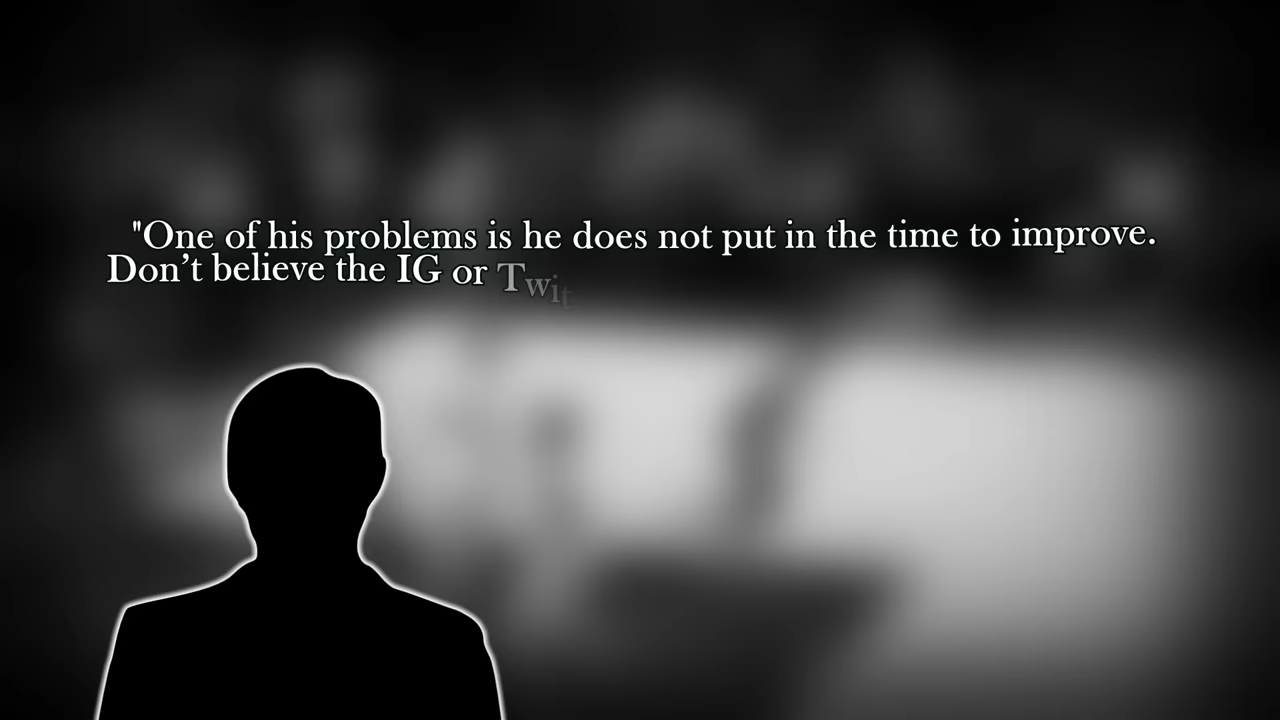 "One of his problems is he does not put in the time to improve.
Don’t believe the IG or Twit